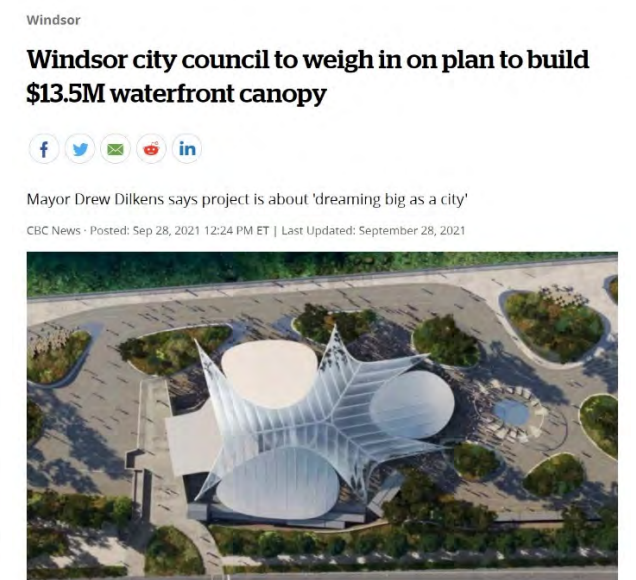 Windsor
Windsor city council to weigh in on plan to build
$13.5M waterfront canopy
Mayor Drew Dilkens says project is about 'dreaming big as a city'
CBC News · Posted: Sep 28, 2021 12:24 PM ET | Last Updated: September 28, 2021